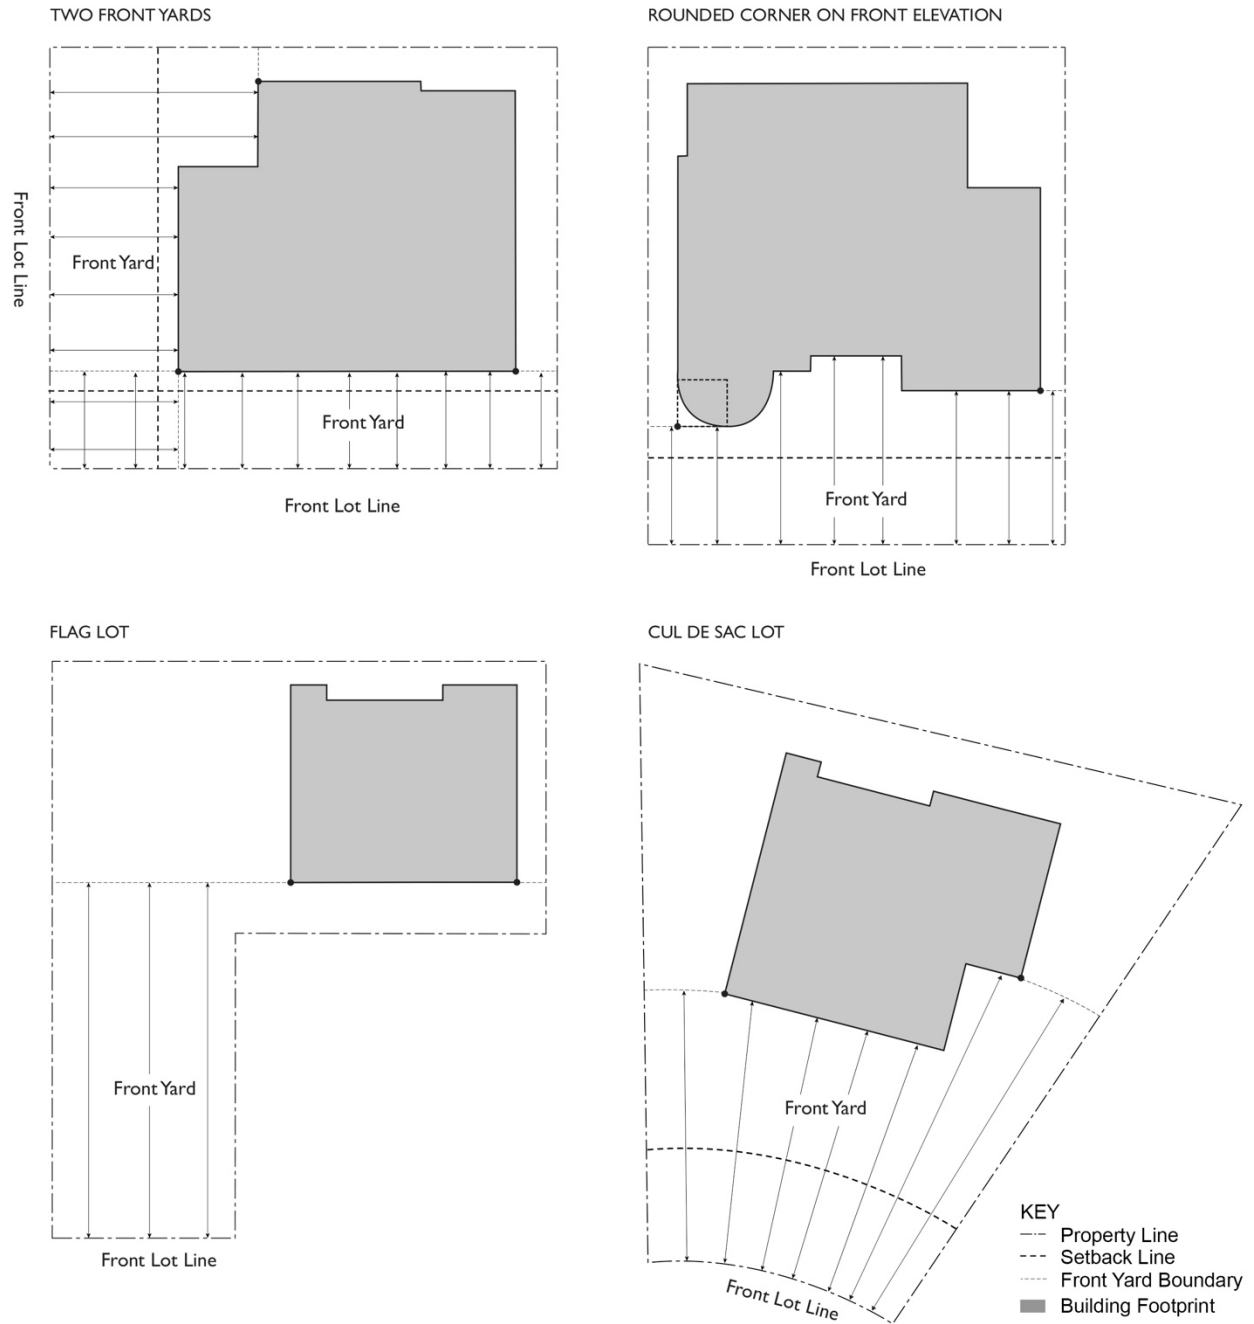 TWO FRONT YARDS
ROUNDED CORNER ON FRONT ELEVATION
Front Lot Line
Front Yard
Front Yard
Front Lot Line
Front Yard
Front Lot Line
FLAG LOT
CUL DE SAC LOT
Front Yard
Front Lot Line
Front Yard
Front Lot Line
KEY
Property Line
Setback Line
Front Yard Boundary
Building Footprint